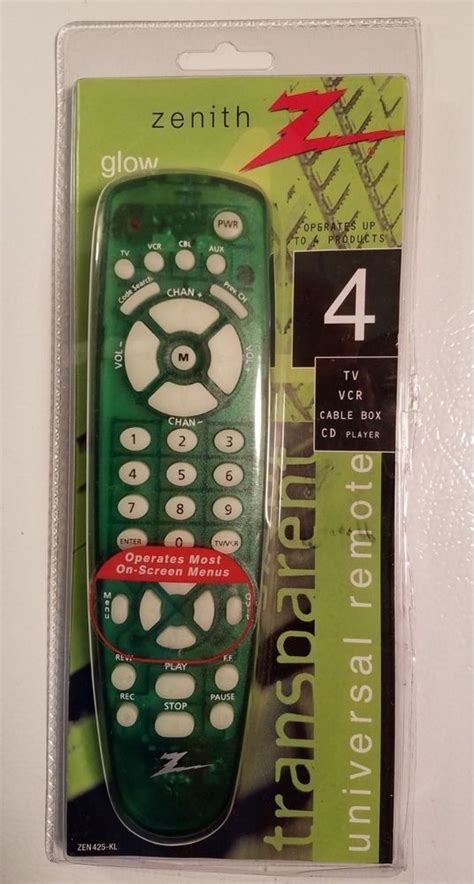 zenith
glow
OPERATES UP
TO 4 PRODUCTS
4
TV
VCR
CABLE BOX
CD PLAYER
transparent
universal remote
PWR
TV
VCR
CBL
AUX
Code Search
CHAN +
Prev. CH
VOL -
M
VOL +
CHAN -
1
2
3
4
5
6
7
8
9
ENTER
0
TV/VCR
Operates Most
On-Screen Menus
Menu
REW
PLAY
F.F
REC
STOP
PAUSE
ZEN425-KL